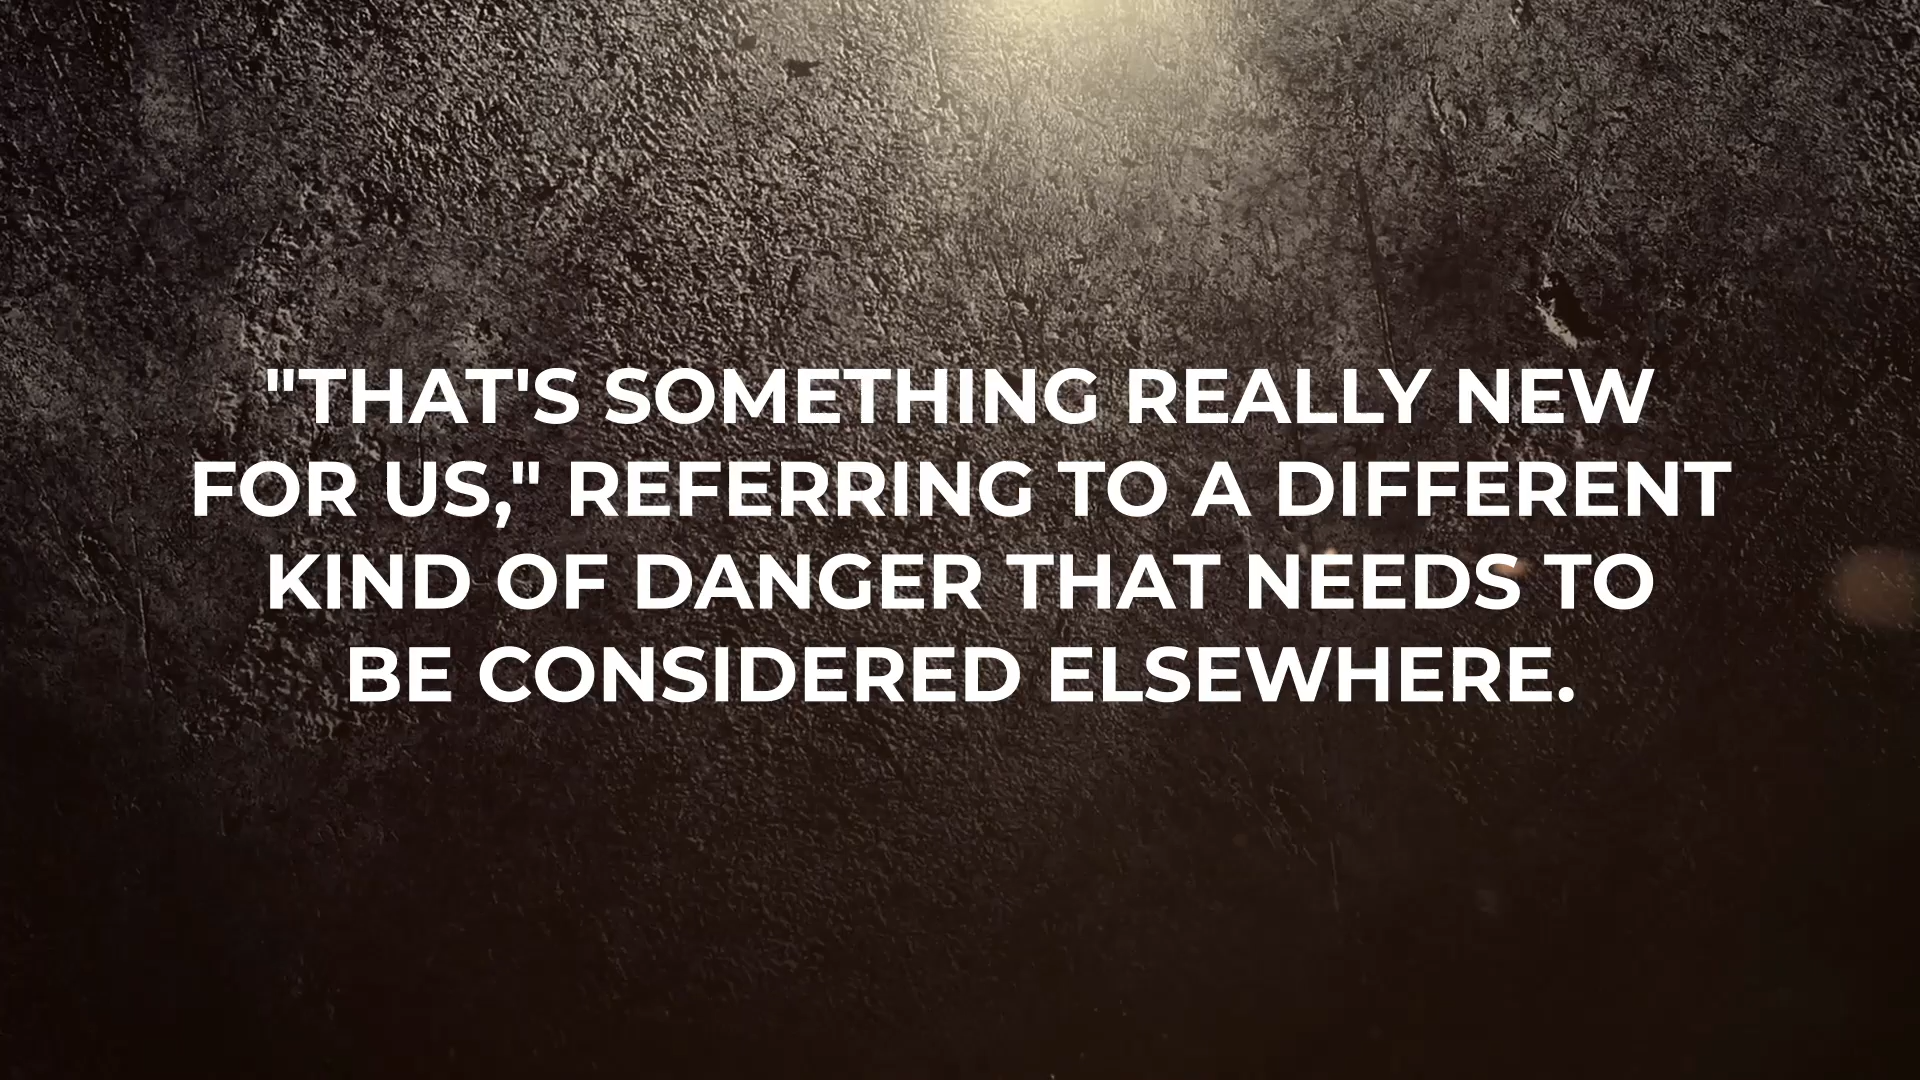 "THAT'S SOMETHING REALLY NEW
FOR US," REFERRING TO A DIFFERENT
KIND OF DANGER THAT NEEDS TO
BE CONSIDERED ELSEWHERE.